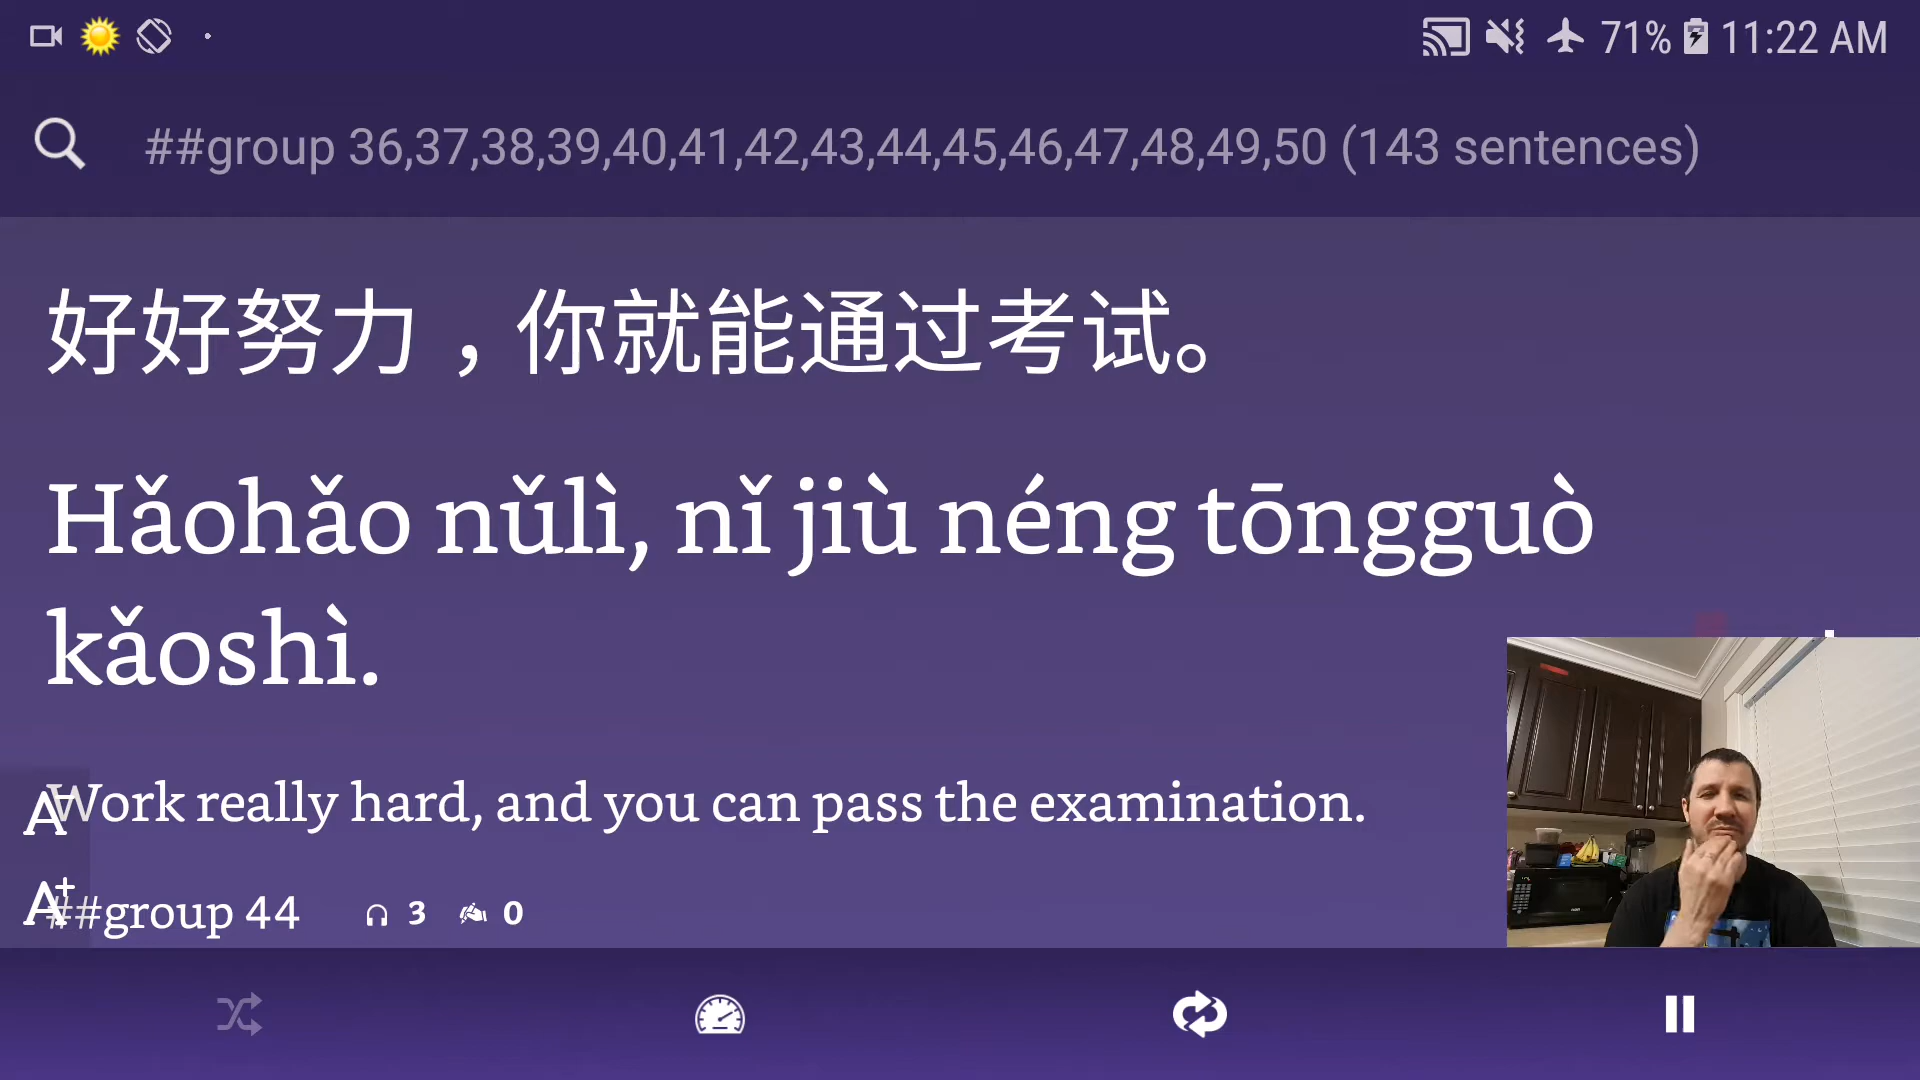 71% 11:22 AM
##group 36,37,38,39,40,41,42,43,44,45,46,47,48,49,50 (143 sentences)
好好努力，你就能通过考试。
Hǎohǎo nǔlì, nǐ jiù néng tōngguò
kǎoshì.
Work really hard, and you can pass the examination.
A-
A+
##group 44 3 0